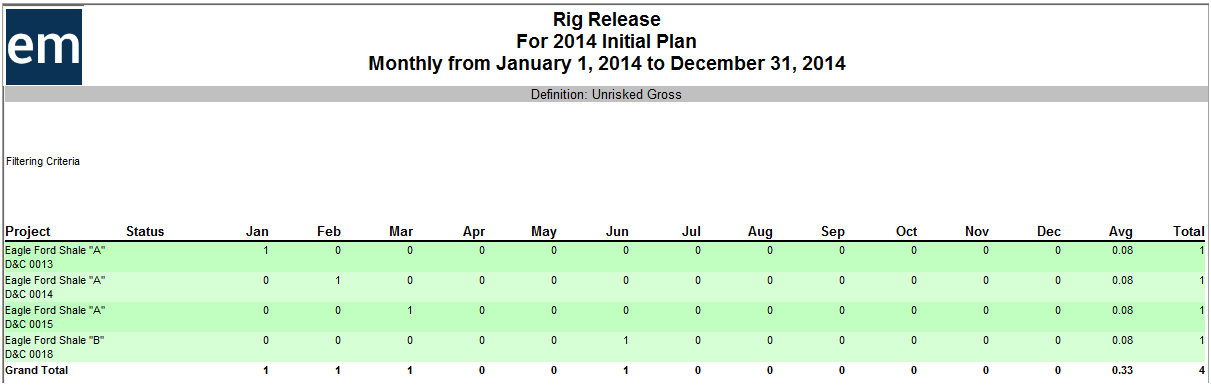 em
Rig Release
For 2014 Initial Plan
Monthly from January 1, 2014 to December 31, 2014
Definition: Unrisked Gross
Filtering Criteria
Project Status Jan Feb Mar Apr May Jun Jul Aug Sep Oct Nov Dec Avg Total
Eagle Ford Shale "A" 1 0 0 0 0 0 0 0 0 0 0 0 0.08 1
D&C 0013
Eagle Ford Shale "A" 0 1 0 0 0 0 0 0 0 0 0 0 0.08 1
D&C 0014
Eagle Ford Shale "A" 0 0 1 0 0 0 0 0 0 0 0 0 0.08 1
D&C 0015
Eagle Ford Shale "B" 0 0 0 0 0 1 0 0 0 0 0 0 0.08 1
D&C 0018
Grand Total 1 1 1 0 0 1 0 0 0 0 0 0 0.33 4